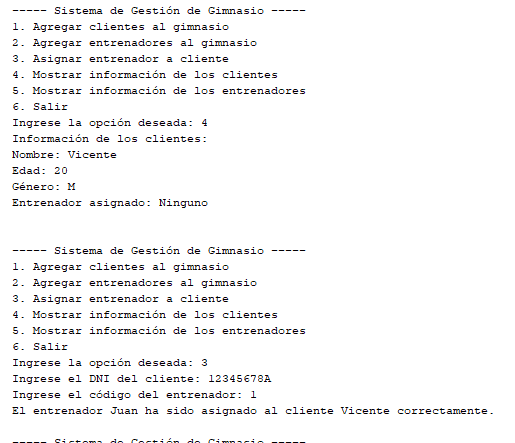 ----- Sistema de Gestión de Gimnasio -----
1. Agregar clientes al gimnasio
2. Agregar entrenadores al gimnasio
3. Asignar entrenador a cliente
4. Mostrar información de los clientes
5. Mostrar información de los entrenadores
6. Salir
Ingrese la opción deseada: 4
Información de los clientes:
Nombre: Vicente
Edad: 20
Género: M
Entrenador asignado: Ninguno
----- Sistema de Gestión de Gimnasio -----
1. Agregar clientes al gimnasio
2. Agregar entrenadores al gimnasio
3. Asignar entrenador a cliente
4. Mostrar información de los clientes
5. Mostrar información de los entrenadores
6. Salir
Ingrese la opción deseada: 3
Ingrese el DNI del cliente: 12345678A
Ingrese el código del entrenador: 1
El entrenador Juan ha sido asignado al cliente Vicente correctamente.
----- Sistema de Gestión de Gimnasio -----